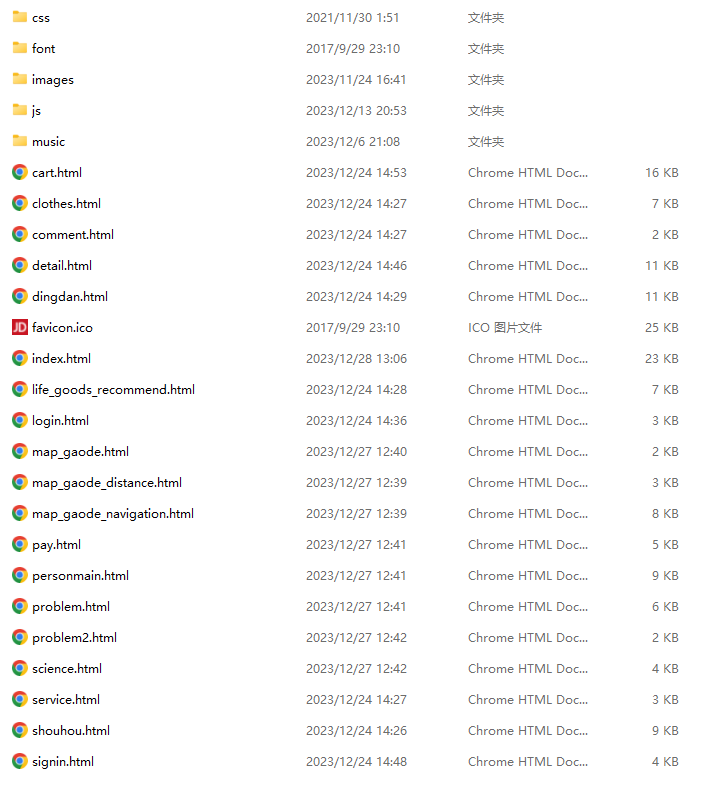 css 2021/11/30 1:51 文件夹
font 2017/9/29 23:10 文件夹
images 2023/11/24 16:41 文件夹
js 2023/12/13 20:53 文件夹
music 2023/12/6 21:08 文件夹
cart.html 2023/12/24 14:53 Chrome HTML Doc... 16 KB
clothes.html 2023/12/24 14:27 Chrome HTML Doc... 7 KB
comment.html 2023/12/24 14:27 Chrome HTML Doc... 2 KB
detail.html 2023/12/24 14:46 Chrome HTML Doc... 11 KB
dingdan.html 2023/12/24 14:29 Chrome HTML Doc... 11 KB
JD favicon.ico 2017/9/29 23:10 ICO 图片文件 25 KB
index.html 2023/12/28 13:06 Chrome HTML Doc... 23 KB
life_goods_recommend.html 2023/12/24 14:28 Chrome HTML Doc... 7 KB
login.html 2023/12/24 14:36 Chrome HTML Doc... 3 KB
map_gaode.html 2023/12/27 12:40 Chrome HTML Doc... 2 KB
map_gaode_distance.html 2023/12/27 12:39 Chrome HTML Doc... 3 KB
map_gaode_navigation.html 2023/12/27 12:39 Chrome HTML Doc... 8 KB
pay.html 2023/12/27 12:41 Chrome HTML Doc... 5 KB
personmain.html 2023/12/27 12:41 Chrome HTML Doc... 9 KB
problem.html 2023/12/27 12:41 Chrome HTML Doc... 6 KB
problem2.html 2023/12/27 12:42 Chrome HTML Doc... 2 KB
science.html 2023/12/27 12:42 Chrome HTML Doc... 4 KB
service.html 2023/12/24 14:27 Chrome HTML Doc... 3 KB
shouhou.html 2023/12/24 14:26 Chrome HTML Doc... 9 KB
signin.html 2023/12/24 14:48 Chrome HTML Doc... 4 KB